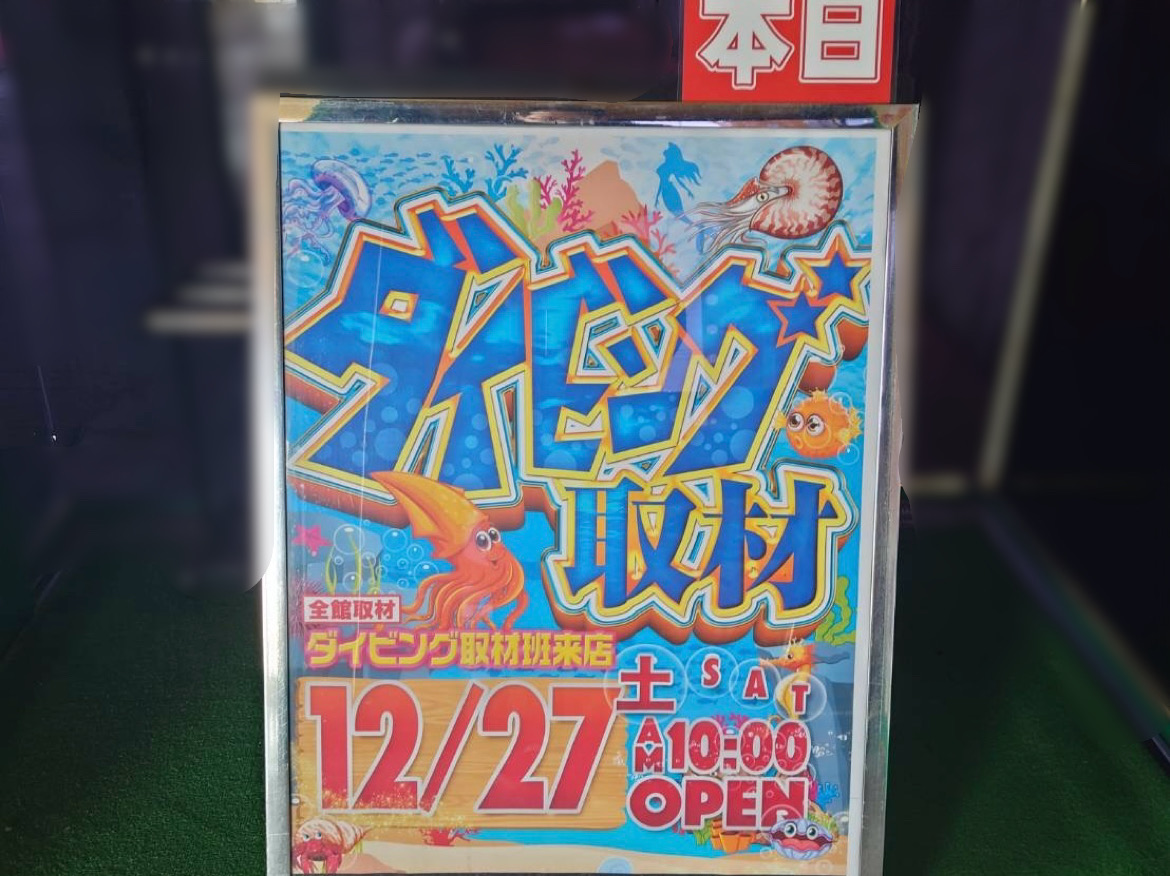 本日
ダイビング
取材
全館取材
ダイビング取材班来店
12/27
土 SAT
AM10:00
OPEN